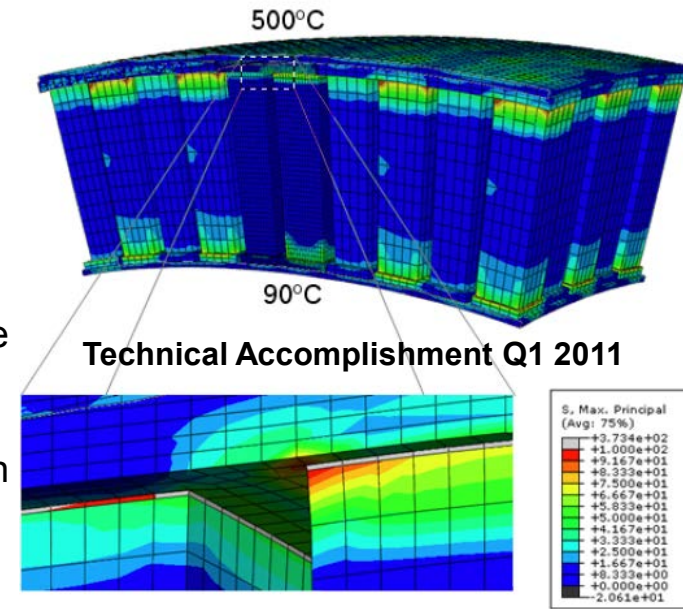 500°C
90°C
e
Technical Accomplishment Q1 2011
n
S, Max. Principal
(Avg: 75%)
+3.734e+02
+1.000e+02
+9.167e+01
+8.333e+01
+7.500e+01
+6.667e+01
+5.833e+01
+5.000e+01
+4.167e+01
+3.333e+01
+2.500e+01
+1.667e+01
+8.333e+00
+0.000e+00
-2.061e+01